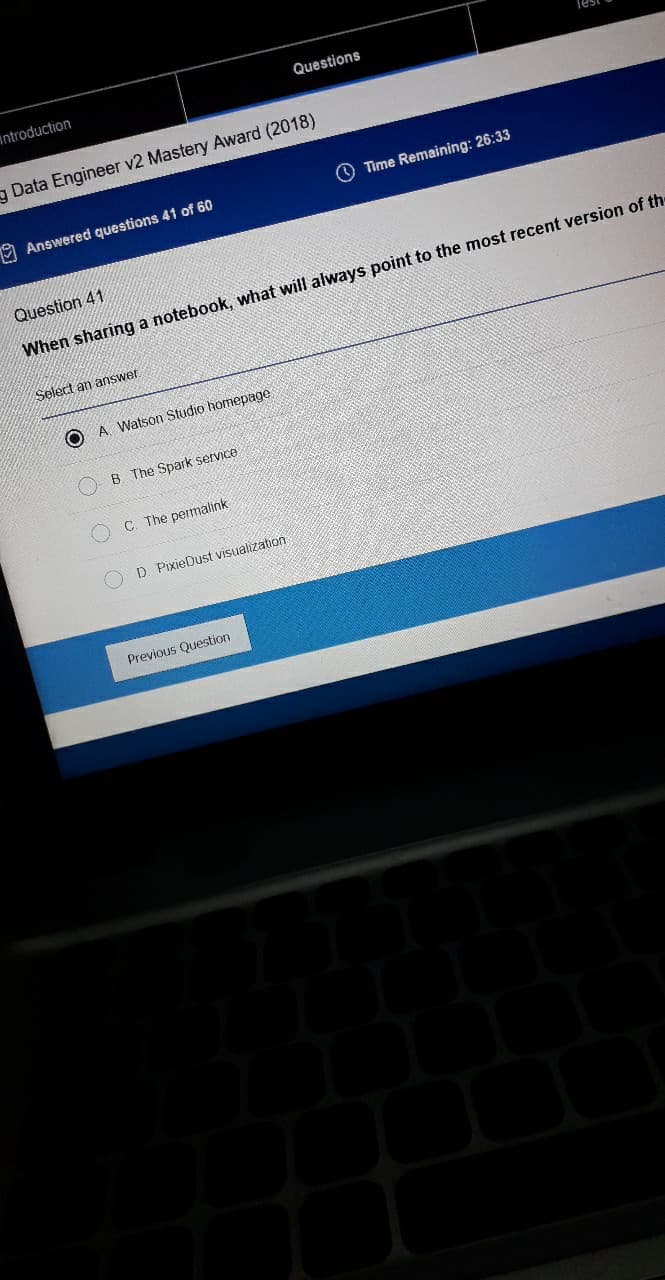 Introduction
Questions
g Data Engineer v2 Mastery Award (2018)
Answered questions 41 of 60
Time Remaining: 26:33
Question 41
When sharing a notebook, what will always point to the most recent version of the
Select an answer
A. Watson Studio homepage
B. The Spark service
C. The permalink
D. PixieDust visualization
Previous Question